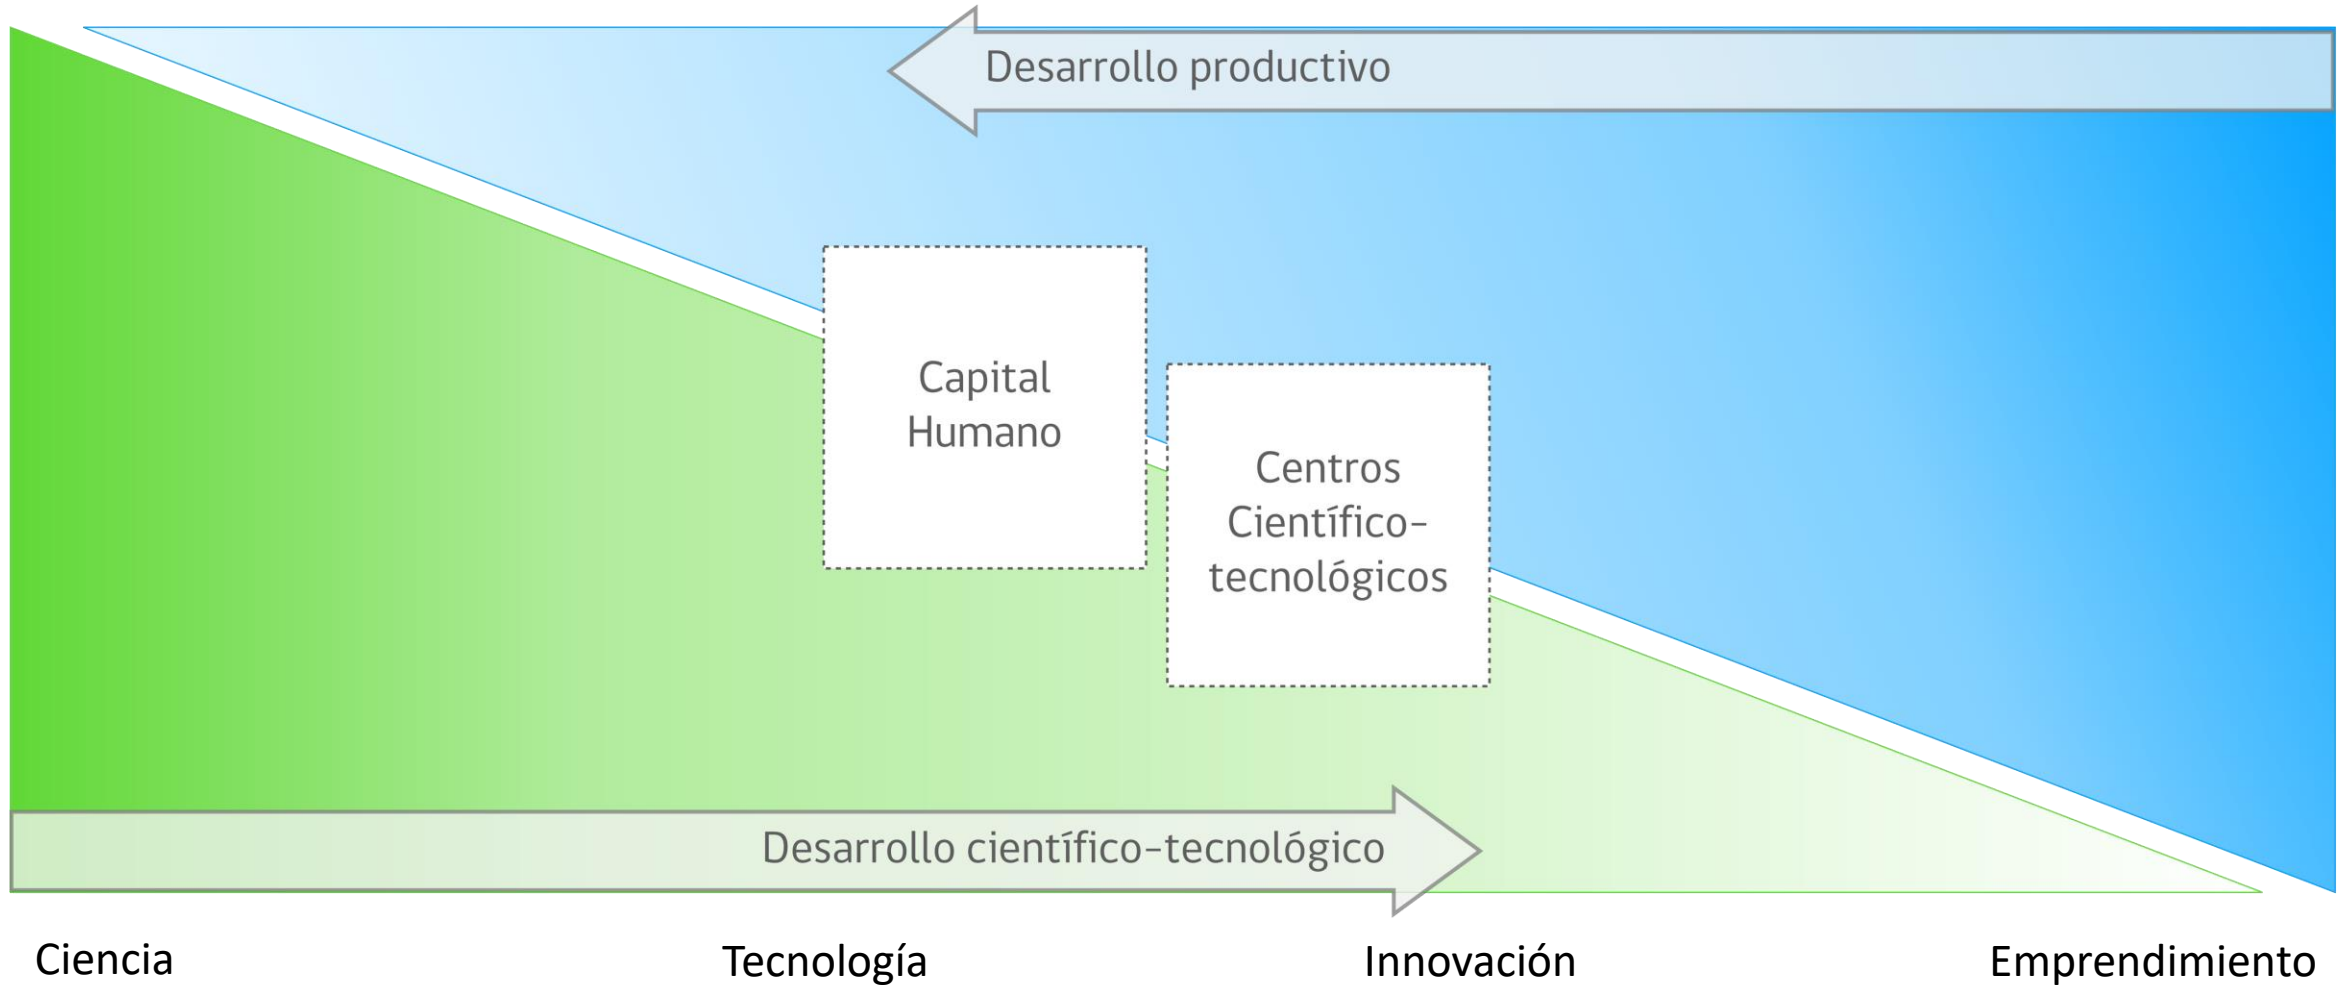 Desarrollo productivo
Capital
Humano
Centros
Científico-
tecnológicos
Desarrollo científico-tecnológico
Ciencia
Tecnología
Innovación
Emprendimiento